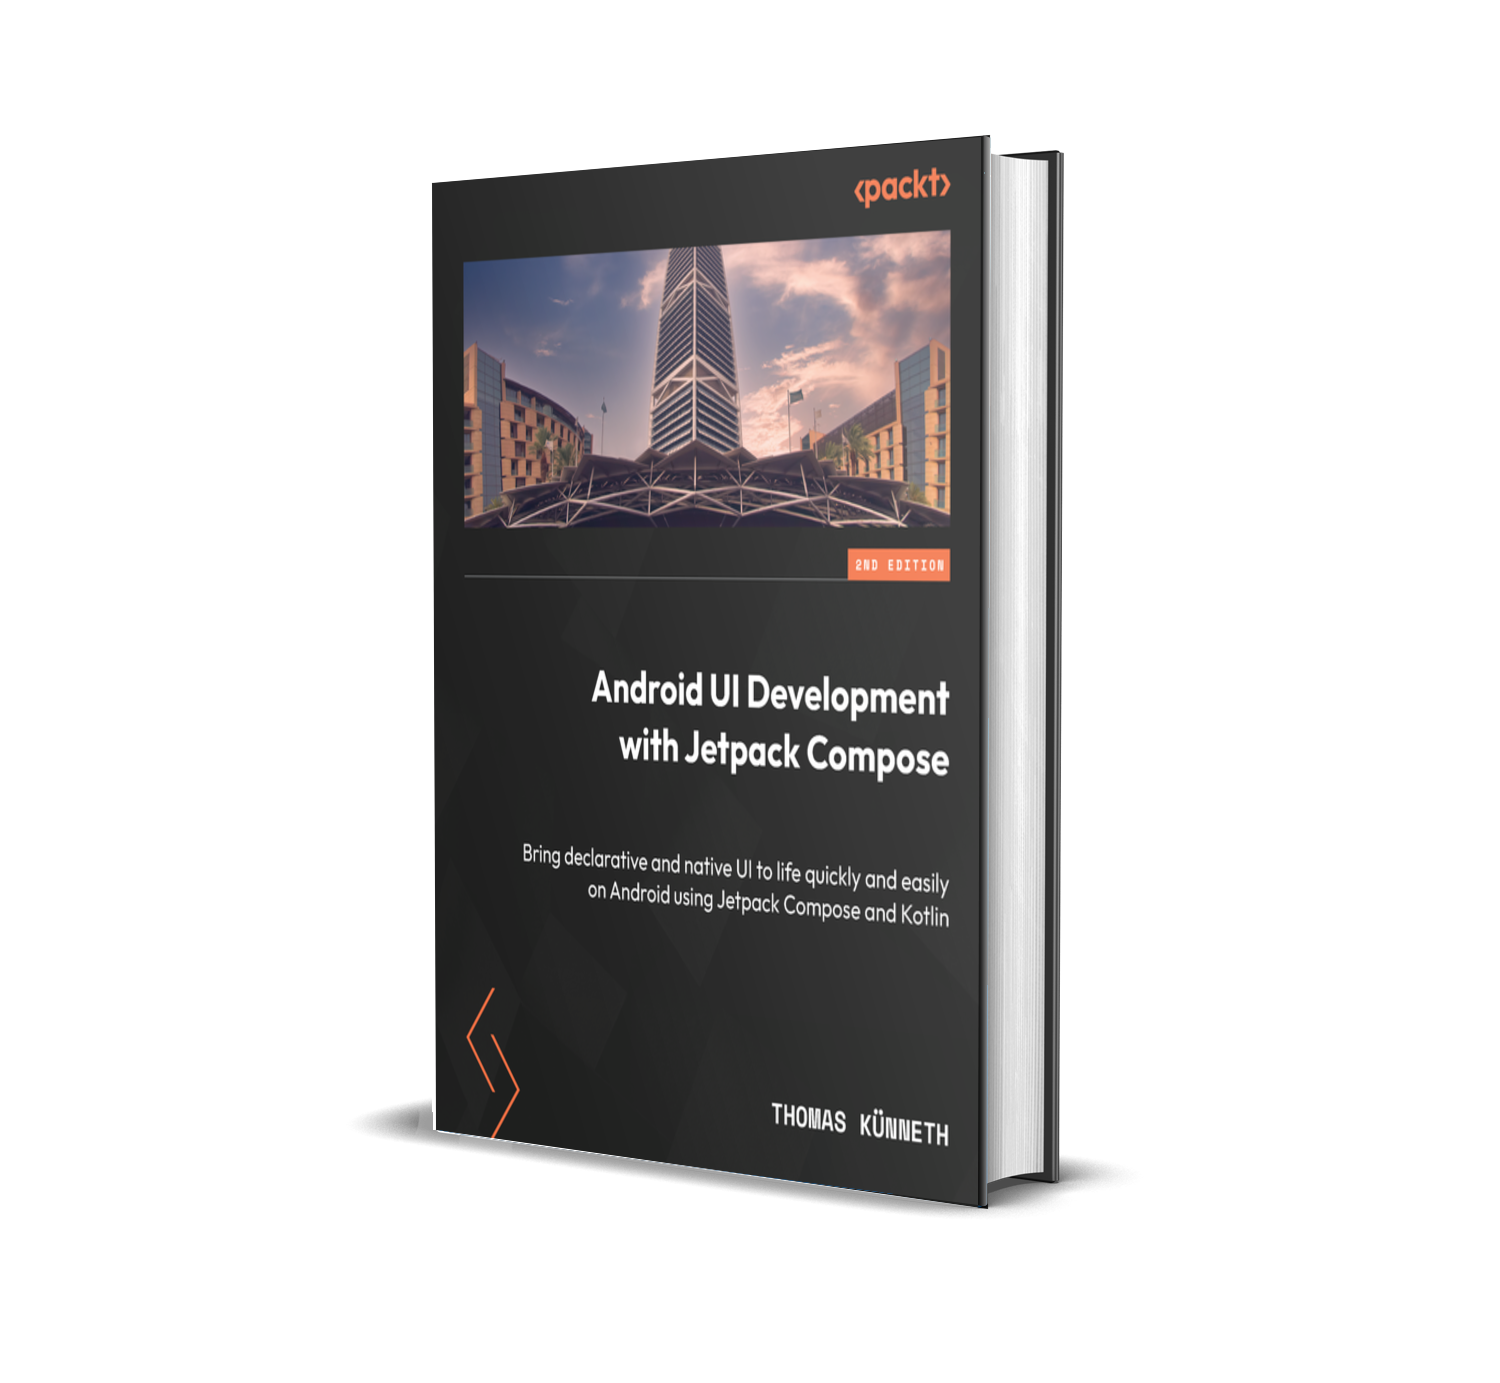 <packt>
2ND EDITION
Android UI Development
with Jetpack Compose
Bring declarative and native UI to life quickly and easily
on Android using Jetpack Compose and Kotlin
THOMAS KÜNNETH